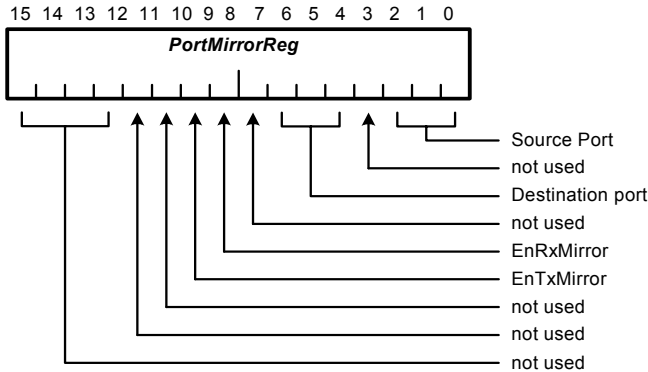 15 14 13 12 11 10 9 8 7 6 5 4 3 2 1 0
PortMirrorReg
Source Port
not used
Destination port
not used
EnRxMirror
EnTxMirror
not used
not used
not used